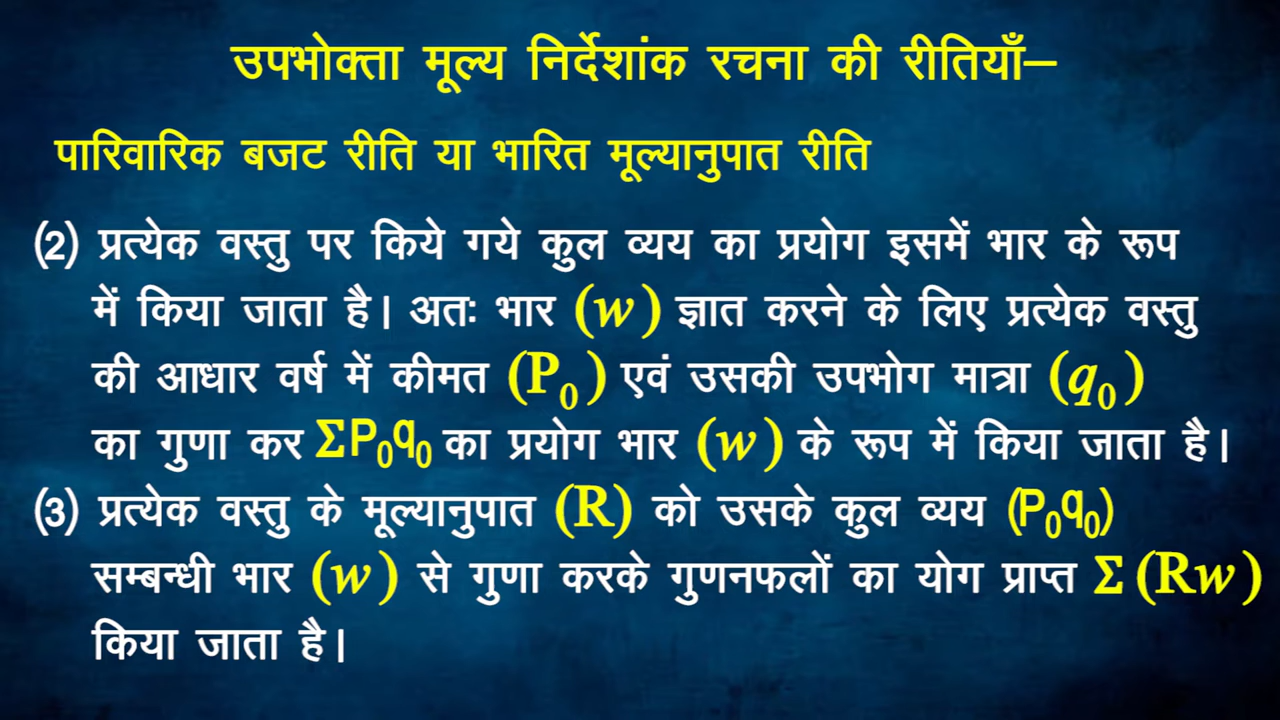 उपभोक्ता मूल्य निर्देशांक रचना की रीतियाँ–
पारिवारिक बजट रीति या भारित मूल्यानुपात रीति
(2) प्रत्येक वस्तु पर किये गये कुल व्यय का प्रयोग इसमें भार के रूप
में किया जाता है। अतः भार (w) ज्ञात करने के लिए प्रत्येक वस्तु
की आधार वर्ष में कीमत (P₀) एवं उसकी उपभोग मात्रा (q₀)
का गुणा कर ΣP₀q₀ का प्रयोग भार (w) के रूप में किया जाता है।
(3) प्रत्येक वस्तु के मूल्यानुपात (R) को उसके कुल व्यय (P₀q₀)
सम्बन्धी भार (w) से गुणा करके गुणनफलों का योग प्राप्त Σ(Rw)
किया जाता है।